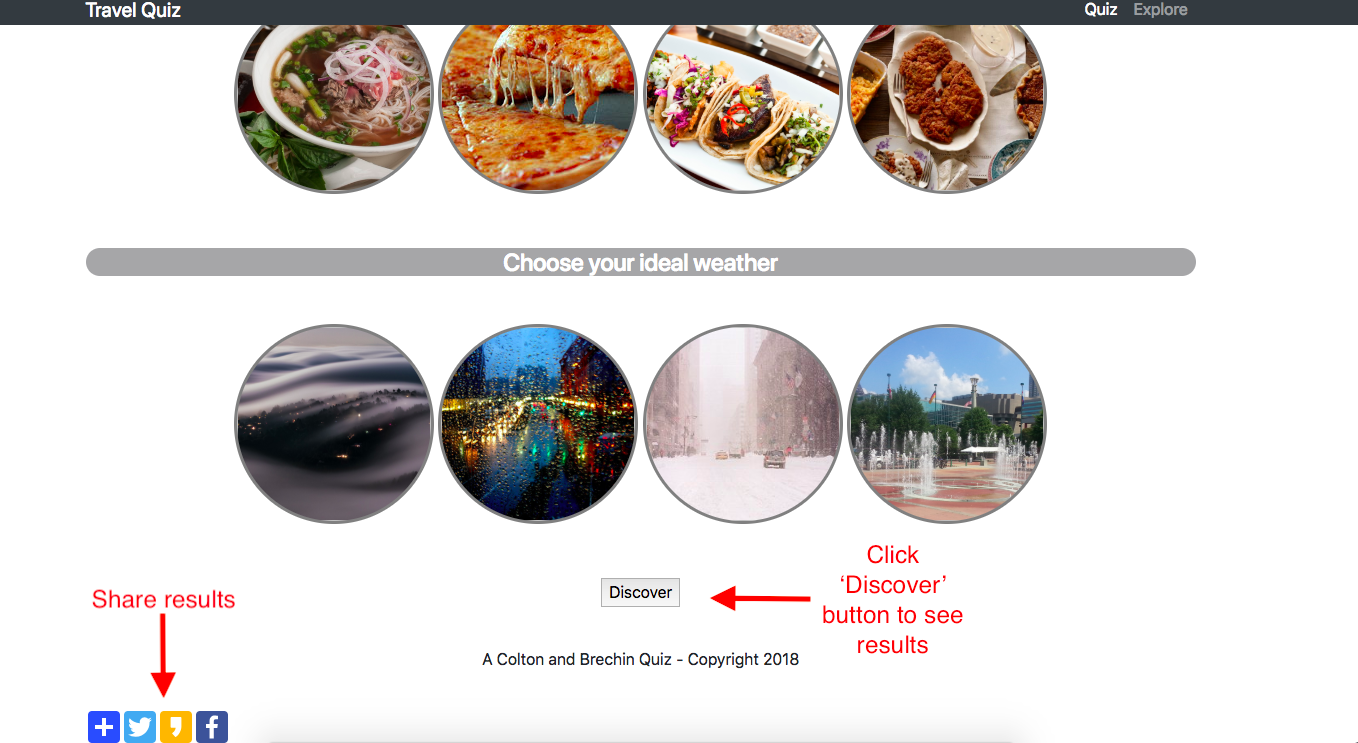 Travel Quiz
Quiz Explore
Choose your ideal weather
Discover
Click
‘Discover’
button to see
results
Share results
A Colton and Brechin Quiz - Copyright 2018